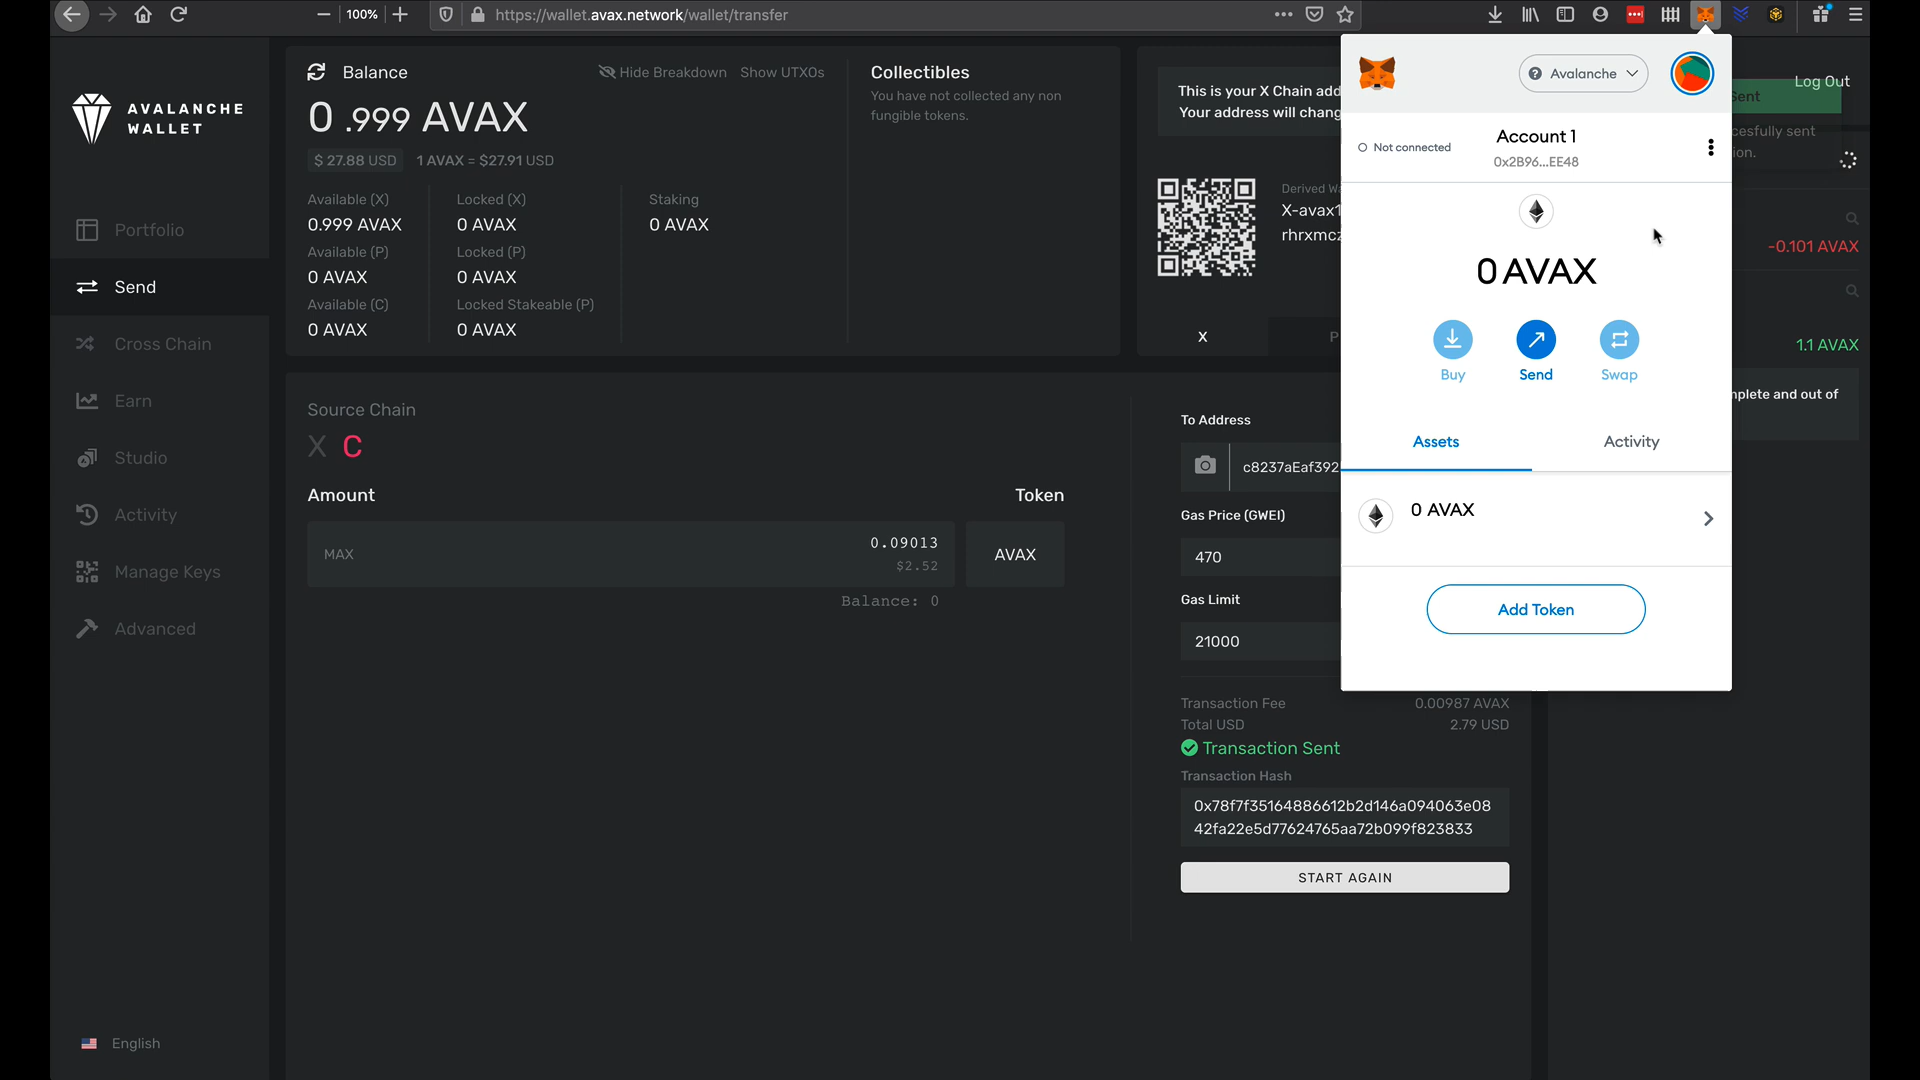 100%
https://wallet.avax.network/wallet/transfer
AVALANCHE
WALLET
Portfolio
Send
Cross Chain
Earn
Studio
Activity
Manage Keys
Advanced
English
Balance
Hide Breakdown
Show UTXOs
0 .999 AVAX
$ 27.88 USD
1 AVAX = $27.91 USD
Available (X)
0.999 AVAX
Available (P)
0 AVAX
Available (C)
0 AVAX
Locked (X)
0 AVAX
Locked (P)
0 AVAX
Locked Stakeable (P)
0 AVAX
Staking
0 AVAX
Collectibles
You have not collected any non
fungible tokens.
This is your X Chain add
Your address will chang
Derived Wa
X-avax1
rhrxmcz
X
P
Source Chain
X C
Amount
Token
MAX
0.09013
$2.52
AVAX
Balance: 0
To Address
c8237aEaf392
Gas Price (GWEI)
470
Gas Limit
21000
Transaction Fee
0.00987 AVAX
Total USD
2.79 USD
Transaction Sent
Transaction Hash
0x78f7f35164886612b2d146a094063e08
42fa22e5d77624765aa72b099f823833
START AGAIN
Avalanche
Not connected
Account 1
0x2B96...EE48
0 AVAX
Buy
Send
Swap
Assets
Activity
0 AVAX
Add Token
Log Out
Sent
cesfully sent
ion.
-0.101 AVAX
1.1 AVAX
nplete and out of